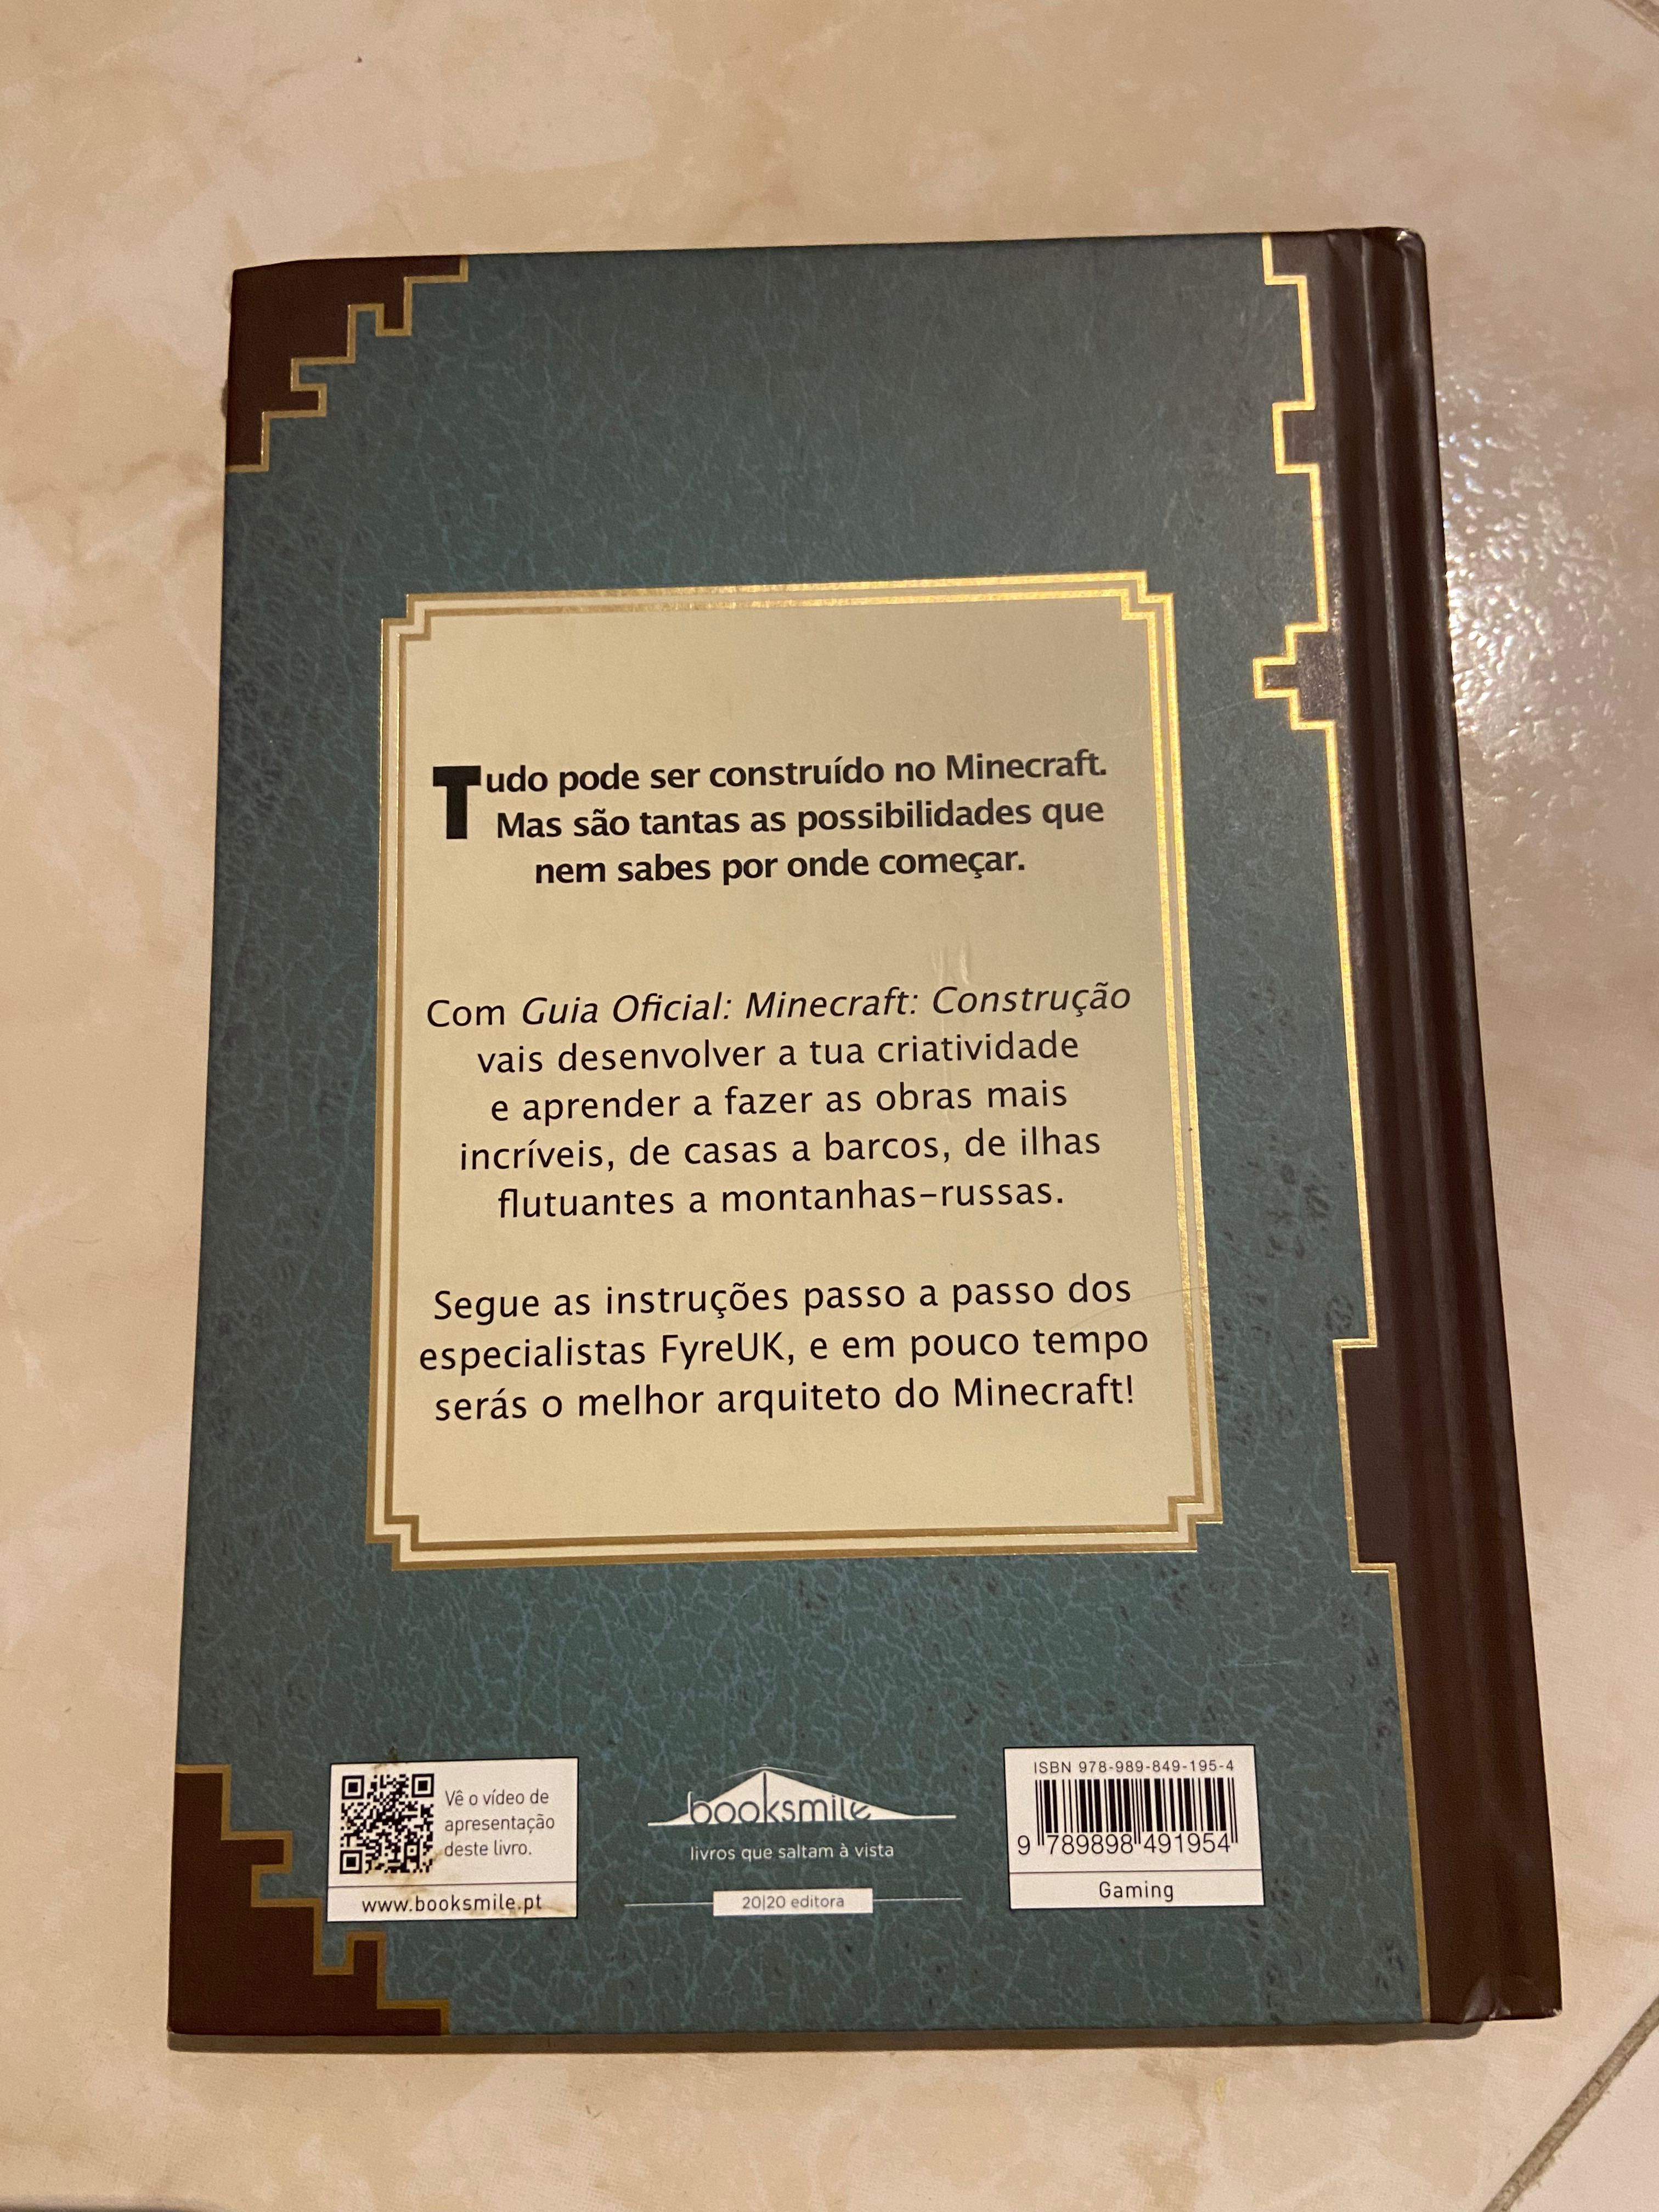 Tudo pode ser construído no Minecraft.
Mas são tantas as possibilidades que
nem sabes por onde começar.
Com Guia Oficial: Minecraft: Construção
vais desenvolver a tua criatividade
e aprender a fazer as obras mais
incríveis, de casas a barcos, de ilhas
flutuantes a montanhas-russas.
Segue as instruções passo a passo dos
especialistas FyreUK, e em pouco tempo
serás o melhor arquiteto do Minecraft!
Vê o vídeo de
apresentação
deste livro.
www.booksmile.pt
booksmile
livros que saltam à vista
20|20 editora
ISBN 978-989-849-195-4
9 789898 491954
Gaming